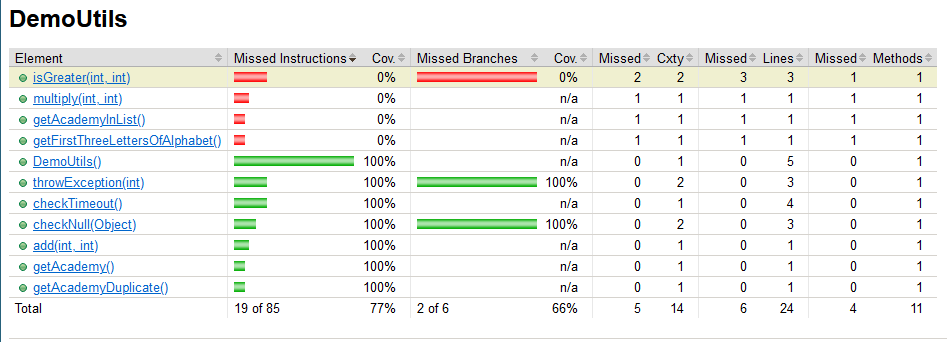 DemoUtils
Element Missed Instructions Cov. Missed Branches Cov. Missed Cxty Missed Lines Missed Methods
isGreater(int, int) 0% 0% 2 2 3 3 1 1
multiply(int, int) 0% n/a 1 1 1 1 1 1
getAcademyInList() 0% n/a 1 1 1 1 1 1
getFirstThreeLettersOfAlphabet() 0% n/a 1 1 1 1 1 1
DemoUtils() 100% n/a 0 1 0 5 0 1
throwException(int) 100% 100% 0 2 0 3 0 1
checkTimeout() 100% n/a 0 1 0 4 0 1
checkNull(Object) 100% 100% 0 2 0 3 0 1
add(int, int) 100% n/a 0 1 0 1 0 1
getAcademy() 100% n/a 0 1 0 1 0 1
getAcademyDuplicate() 100% n/a 0 1 0 1 0 1
Total 19 of 85 77% 2 of 6 66% 5 14 6 24 4 11